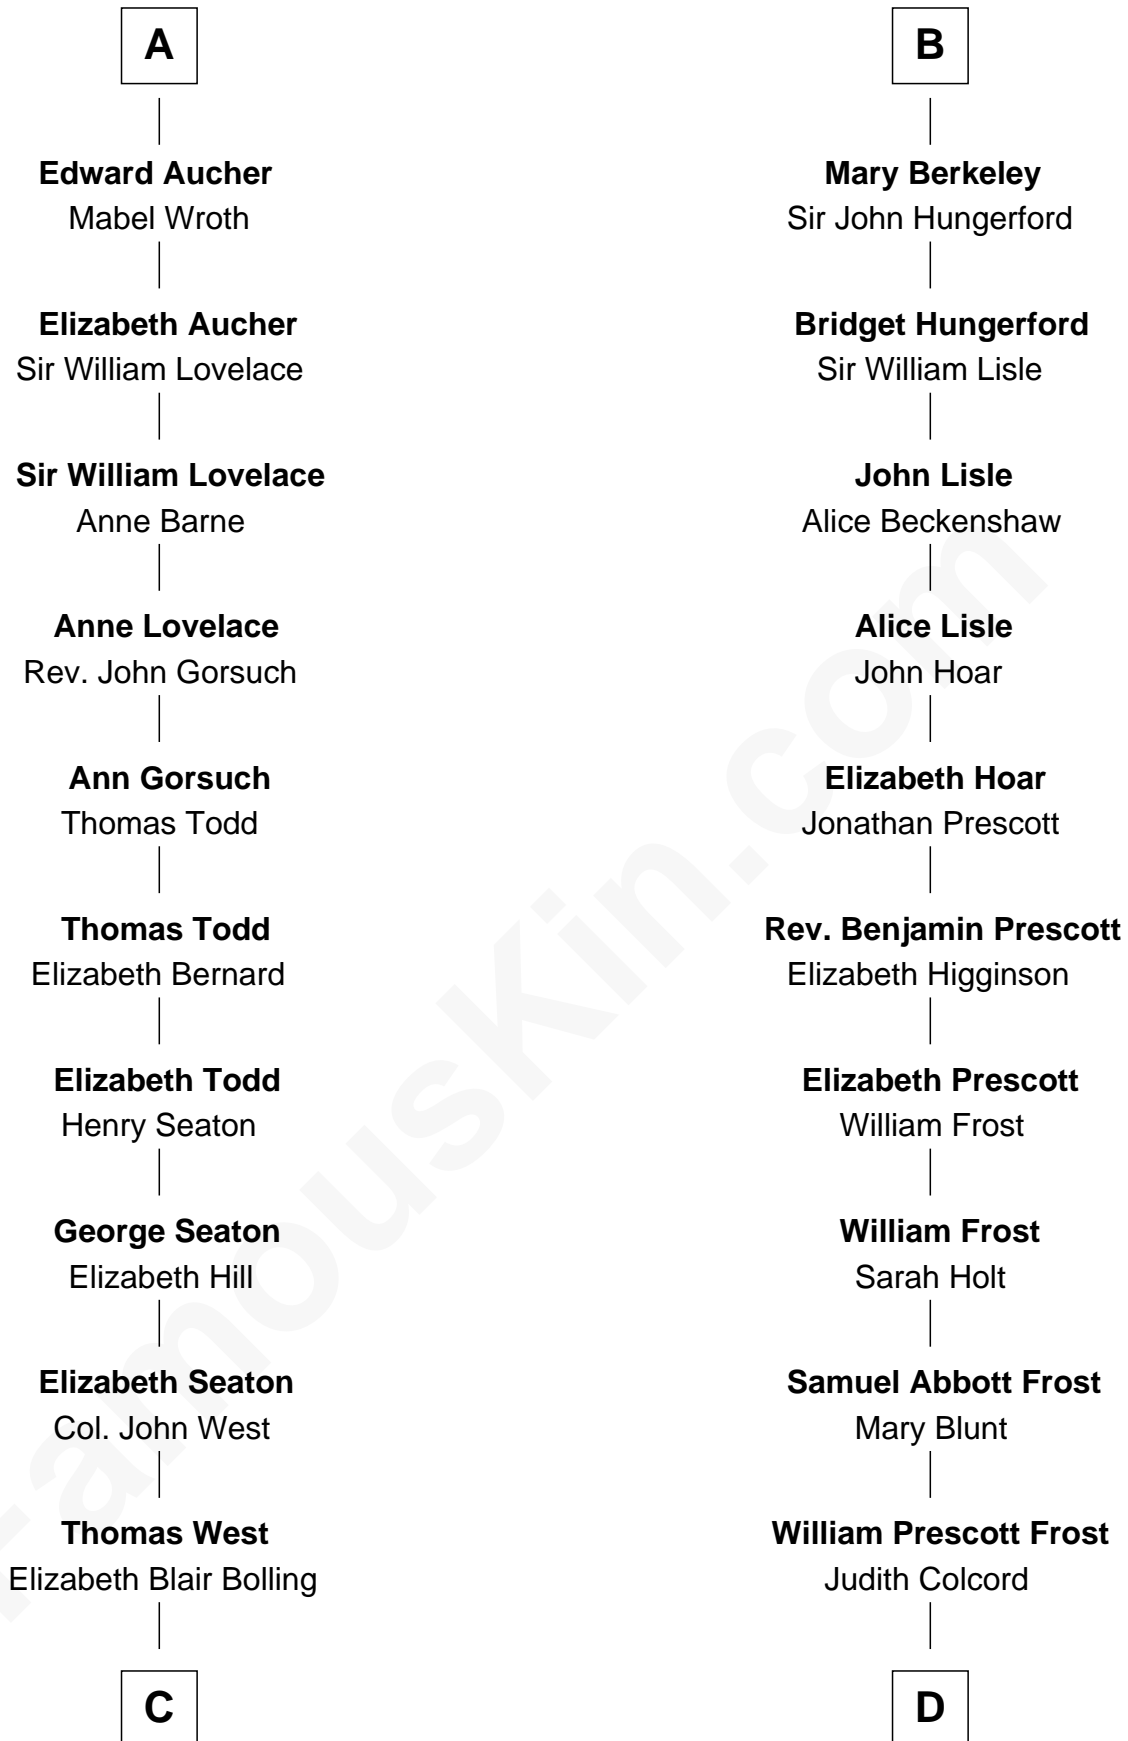 A
Edward Aucher
Mabel Wroth
Elizabeth Aucher
Sir William Lovelace
Sir William Lovelace
Anne Barne
Anne Lovelace
Rev. John Gorsuch
Ann Gorsuch
Thomas Todd
Thomas Todd
Elizabeth Bernard
Elizabeth Todd
Henry Seaton
George Seaton
Elizabeth Hill
Elizabeth Seaton
Col. John West
Thomas West
Elizabeth Blair Bolling
C
B
Mary Berkeley
Sir John Hungerford
Bridget Hungerford
Sir William Lisle
John Lisle
Alice Beckenshaw
Alice Lisle
John Hoar
Elizabeth Hoar
Jonathan Prescott
Rev. Benjamin Prescott
Elizabeth Higginson
Elizabeth Prescott
William Frost
William Frost
Sarah Holt
Samuel Abbott Frost
Mary Blunt
William Prescott Frost
Judith Colcord
D
FamousKin.com